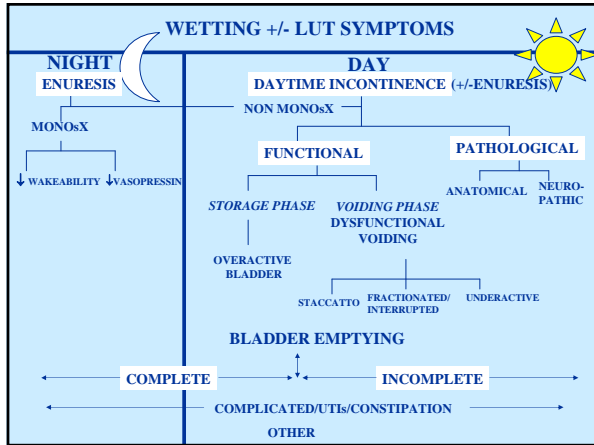 WETTING +/- LUT SYMPTOMS
NIGHT
DAY
ENURESIS
DAYTIME INCONTINENCE (+/-ENURESIS)
NON MONOsX
MONOsX
FUNCTIONAL
PATHOLOGICAL
↓ WAKEABILITY
↓VASOPRESSIN
STORAGE PHASE
VOIDING PHASE
DYSFUNCTIONAL
VOIDING
ANATOMICAL
NEURO-
PATHIC
OVERACTIVE
BLADDER
STACCATTO
FRACTIONATED/
INTERRUPTED
UNDERACTIVE
BLADDER EMPTYING
COMPLETE
INCOMPLETE
COMPLICATED/UTIs/CONSTIPATION
OTHER